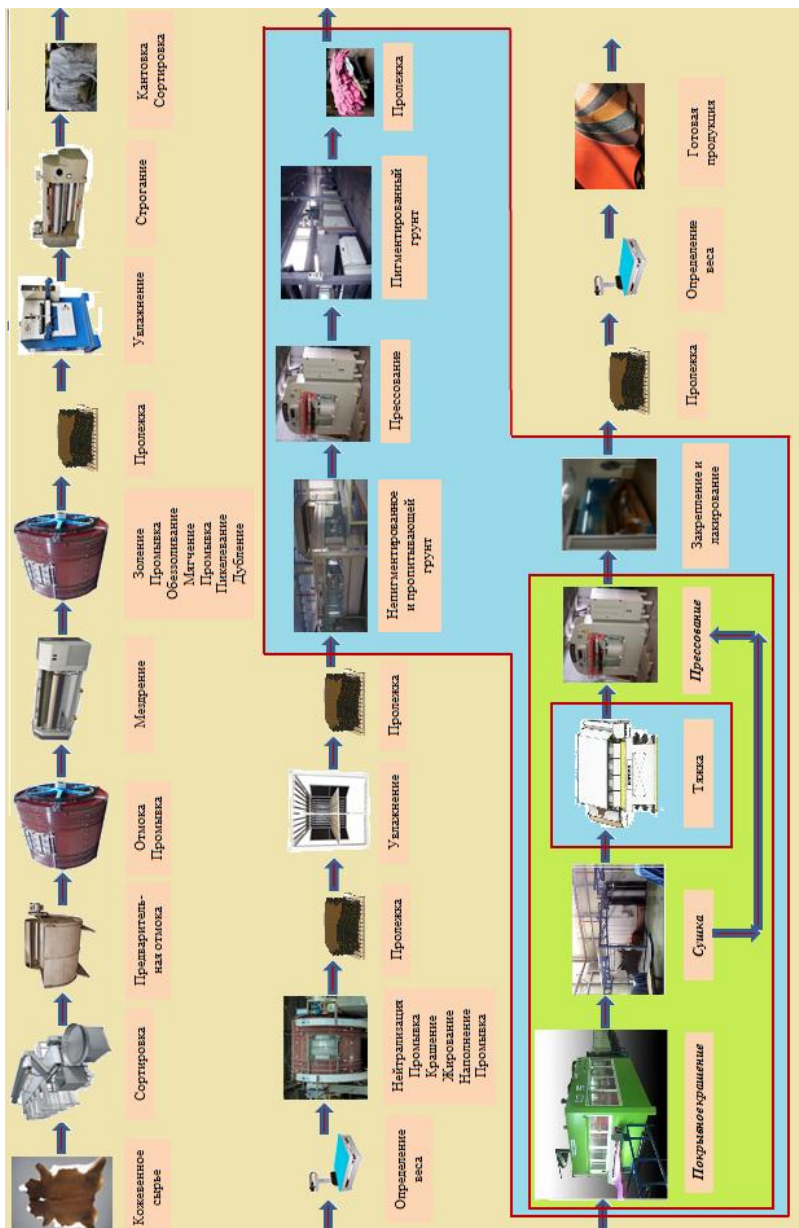 Кожевенное
сырье
Сортировка
Предваритель-
ная отмока
Отмока
Промывка
Мездрение
Золение
Промывка
Обеззоливание
Мягчение
Промывка
Пикелевание
Дубление
Пролежка
Увлажнение
Строгание
Кантовка
Сортировка
Определение
веса
Нейтрализация
Промывка
Крашение
Жирование
Наполнение
Промывка
Пролежка
Увлажнение
Пролежка
Непигментированное
и пропитывающей
грунт
Прессование
Пигментированный
грунт
Пролежка
Покрывное крашение
Сушка
Тяжка
Прессование
Закрепление и
лакирование
Пролежка
Определение
веса
Готовая
продукция